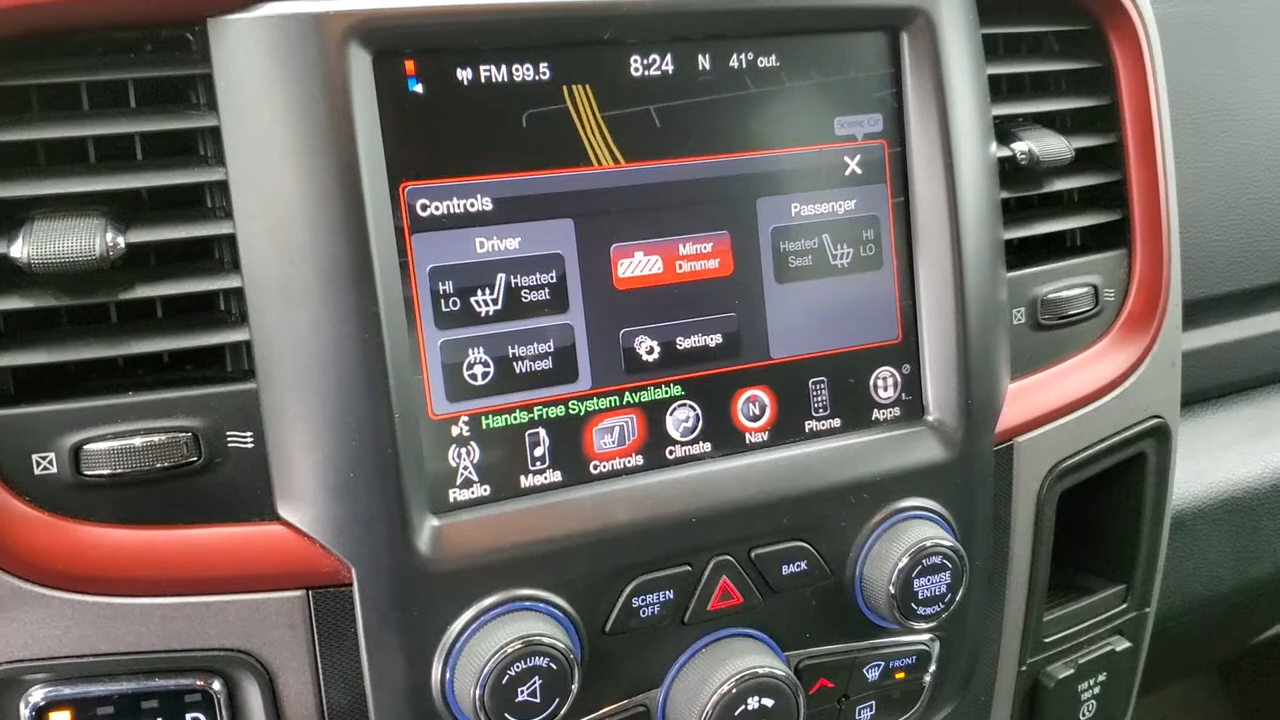 FM 99.5
8:24
N
41° out.
Scenic Cir
Controls
Driver
HI
LO
Heated
Seat
Heated
Wheel
Mirror
Dimmer
Settings
Passenger
Heated
Seat
HI
LO
Hands-Free System Available.
Radio
Media
Controls
Climate
N
Nav
Phone
Apps
SCREEN
OFF
BACK
TUNE
BROWSE
ENTER
SCROLL
VOLUME
FRONT
115 V AC
150 W